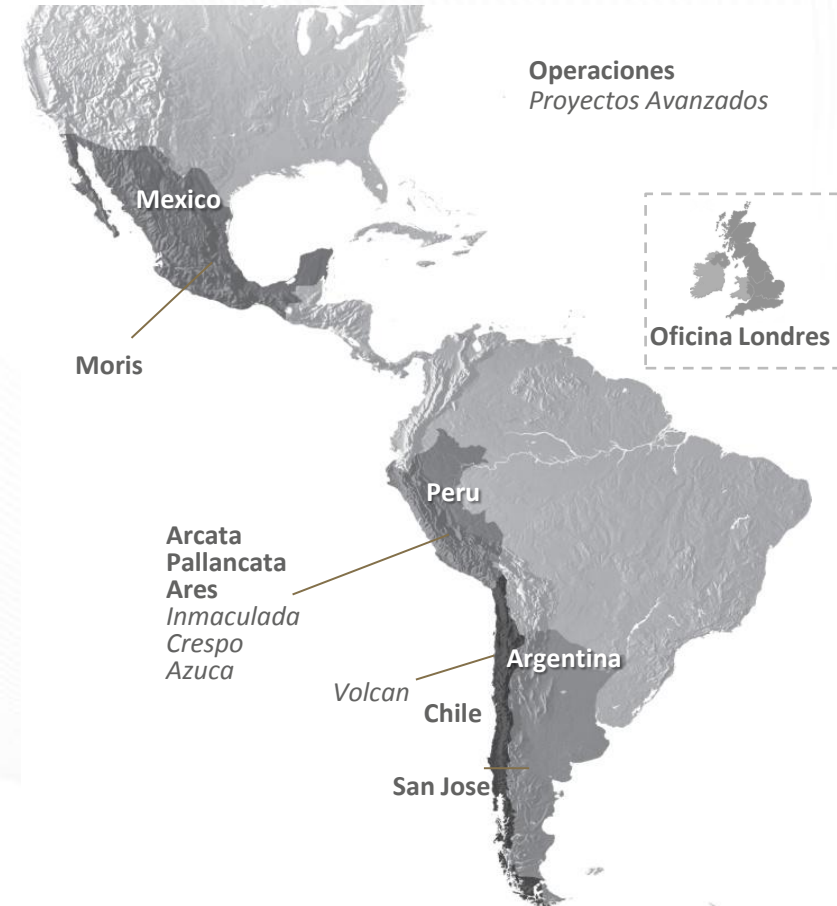 Operaciones
Proyectos Avanzados
Mexico
Oficina Londres
Moris
Peru
Arcata
Pallancata
Ares
Inmaculada
Crespo
Azuca
Argentina
Volcan
Chile
San Jose